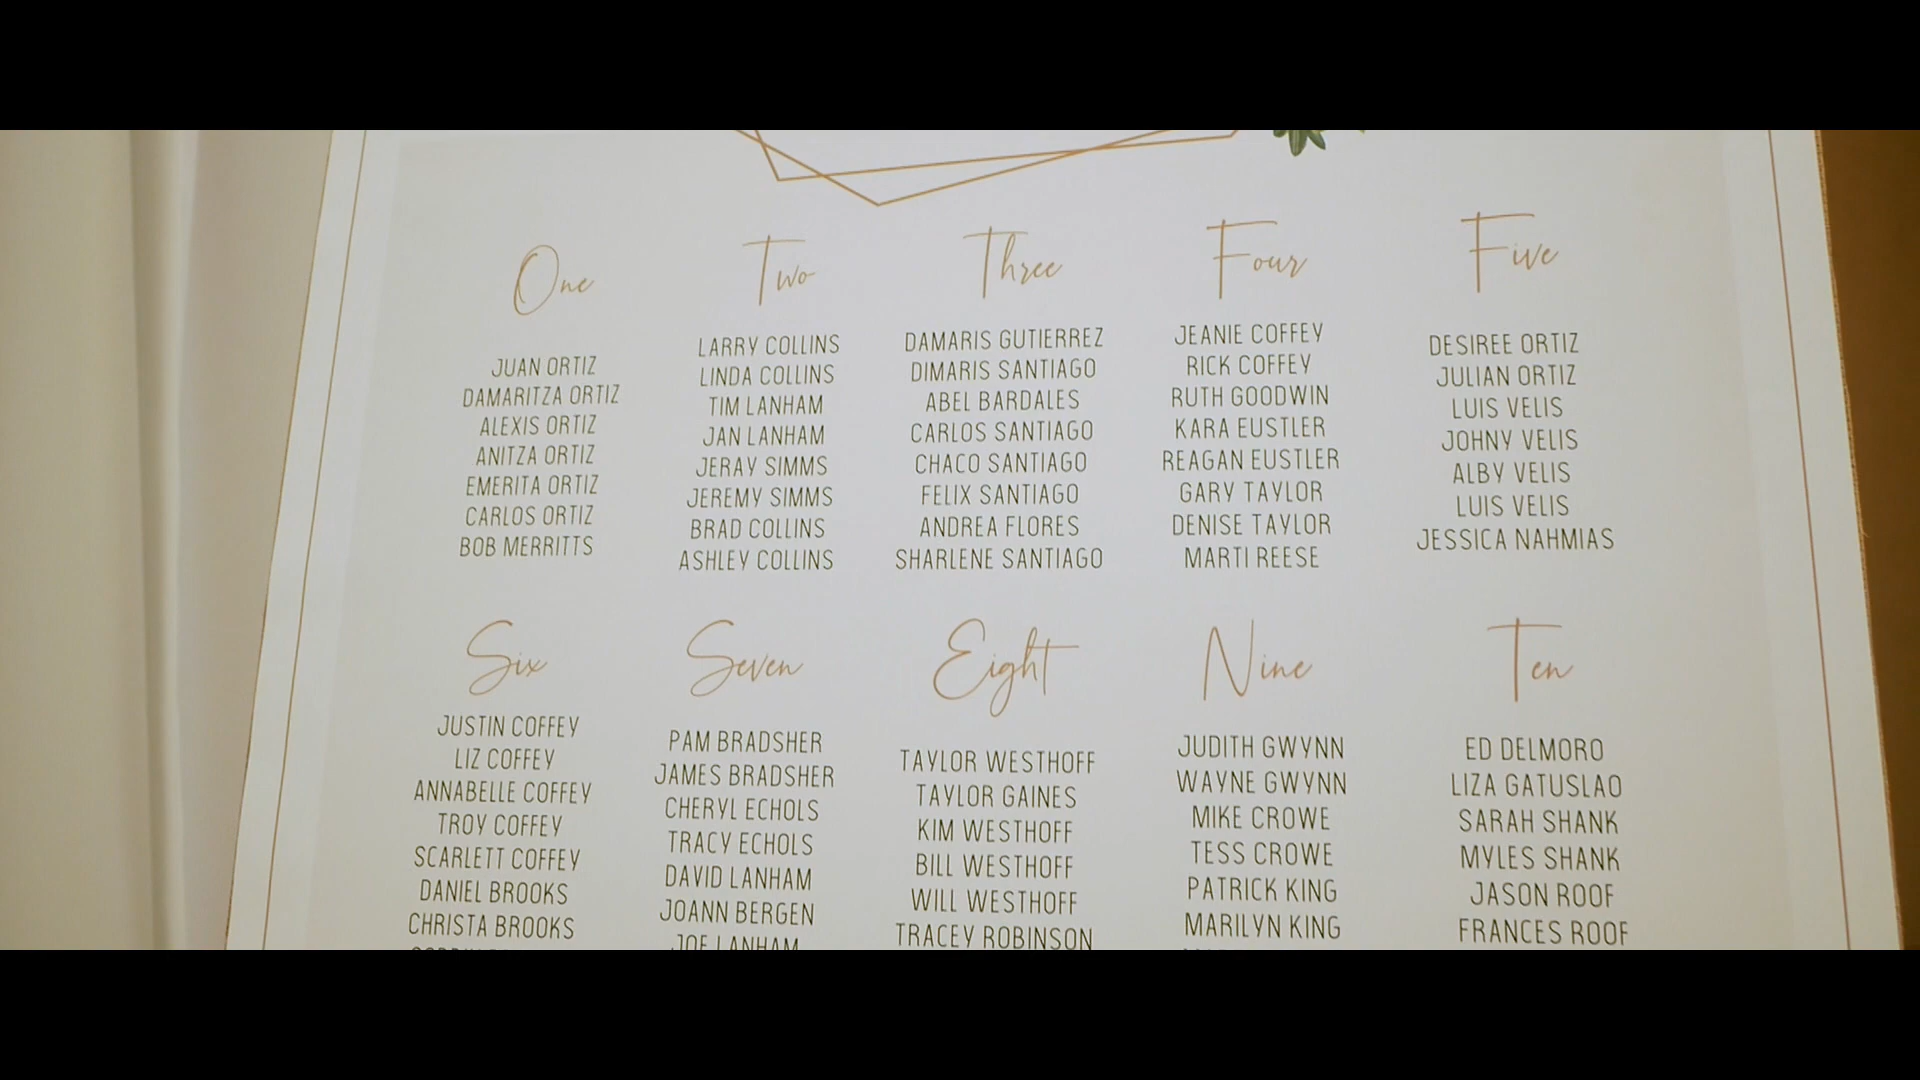 One
JUAN ORTIZ
DAMARITZA ORTIZ
ALEXIS ORTIZ
ANITZA ORTIZ
EMERITA ORTIZ
CARLOS ORTIZ
BOB MERRITTS
Two
LARRY COLLINS
LINDA COLLINS
TIM LANHAM
JAN LANHAM
JERAY SIMMS
JEREMY SIMMS
BRAD COLLINS
ASHLEY COLLINS
Three
DAMARIS GUTIERREZ
DIMARIS SANTIAGO
ABEL BARDALES
CARLOS SANTIAGO
CHACO SANTIAGO
FELIX SANTIAGO
ANDREA FLORES
SHARLENE SANTIAGO
Four
JEANIE COFFEY
RICK COFFEY
RUTH GOODWIN
KARA EUSTLER
REAGAN EUSTLER
GARY TAYLOR
DENISE TAYLOR
MARTI REESE
Five
DESIREE ORTIZ
JULIAN ORTIZ
LUIS VELIS
JOHNY VELIS
ALBY VELIS
LUIS VELIS
JESSICA NAHMIAS
Six
JUSTIN COFFEY
LIZ COFFEY
ANNABELLE COFFEY
TROY COFFEY
SCARLETT COFFEY
DANIEL BROOKS
CHRISTA BROOKS
Seven
PAM BRADSHER
JAMES BRADSHER
CHERYL ECHOLS
TRACY ECHOLS
DAVID LANHAM
JOANN BERGEN
JOE LANHAM
Eight
TAYLOR WESTHOFF
TAYLOR GAINES
KIM WESTHOFF
BILL WESTHOFF
WILL WESTHOFF
TRACEY ROBINSON
Nine
JUDITH GWYNN
WAYNE GWYNN
MIKE CROWE
TESS CROWE
PATRICK KING
MARILYN KING
Ten
ED DELMORO
LIZA GATUSLAO
SARAH SHANK
MYLES SHANK
JASON ROOF
FRANCES ROOF